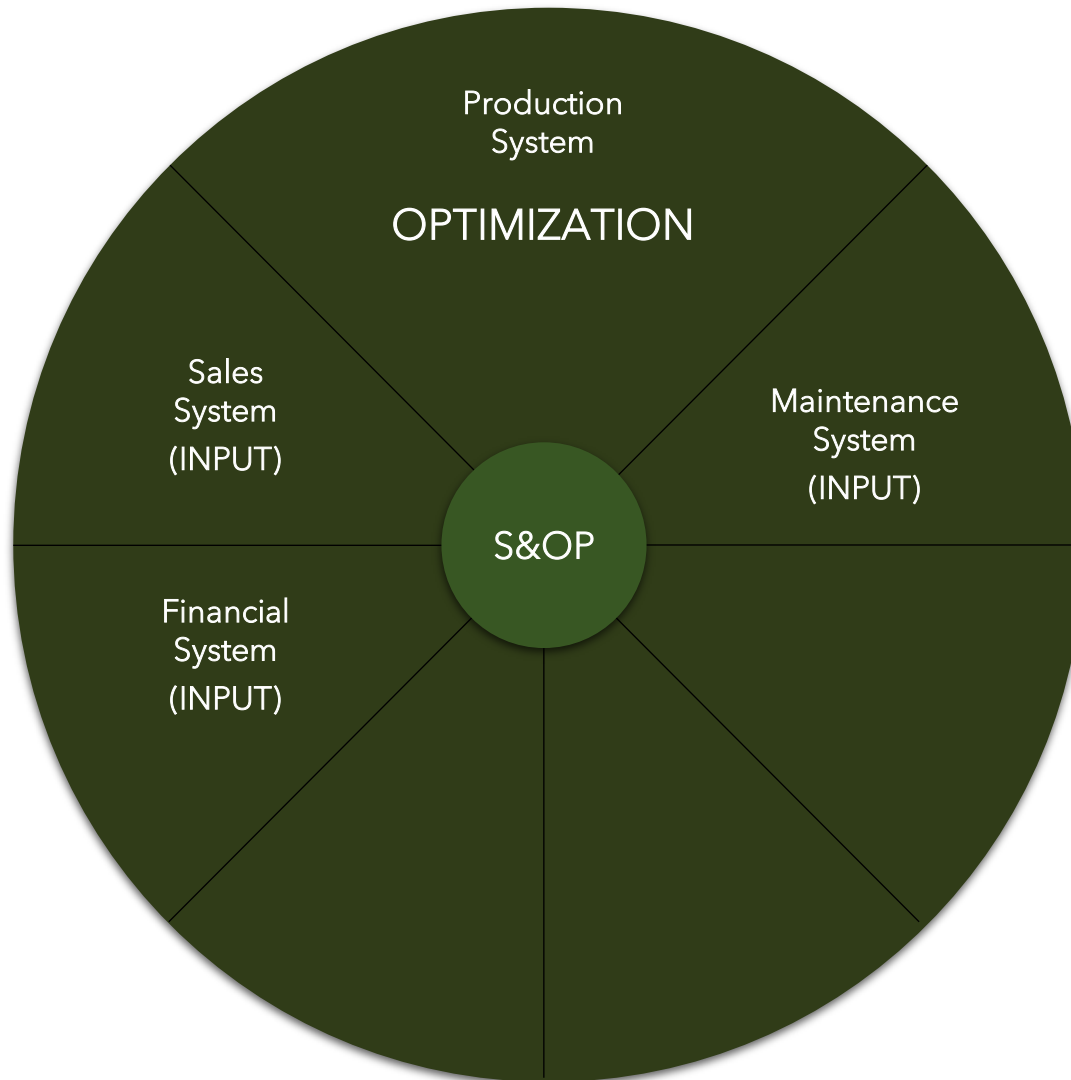 Production
System
OPTIMIZATION
Sales
System
(INPUT)
Maintenance
System
(INPUT)
S&OP
Financial
System
(INPUT)